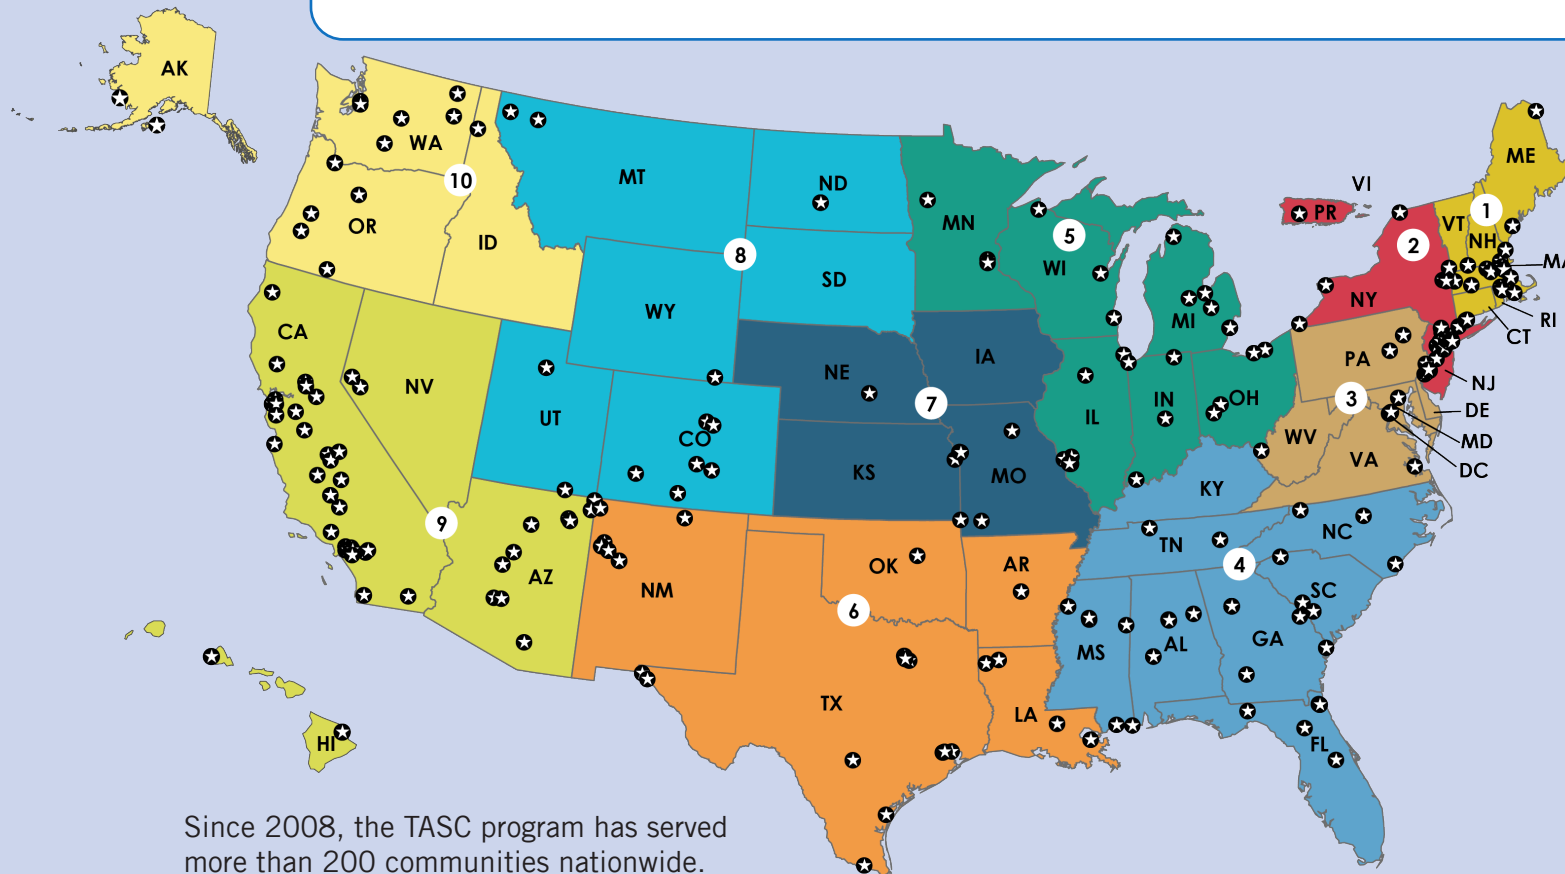 AK
WA
10
OR
ID
MT
ND
MN
5
WI
MI
ME
VI
PR
1
VT
NH
2
MA
NY
RI
CT
8
SD
WY
CA
NV
UT
CO
NE
IA
7
KS
MO
IL
IN
OH
PA
NJ
3
DE
MD
DC
WV
VA
KY
9
AZ
NM
OK
AR
6
TX
LA
TN
NC
4
SC
MS
AL
GA
FL
HI
Since 2008, the TASC program has served
more than 200 communities nationwide.